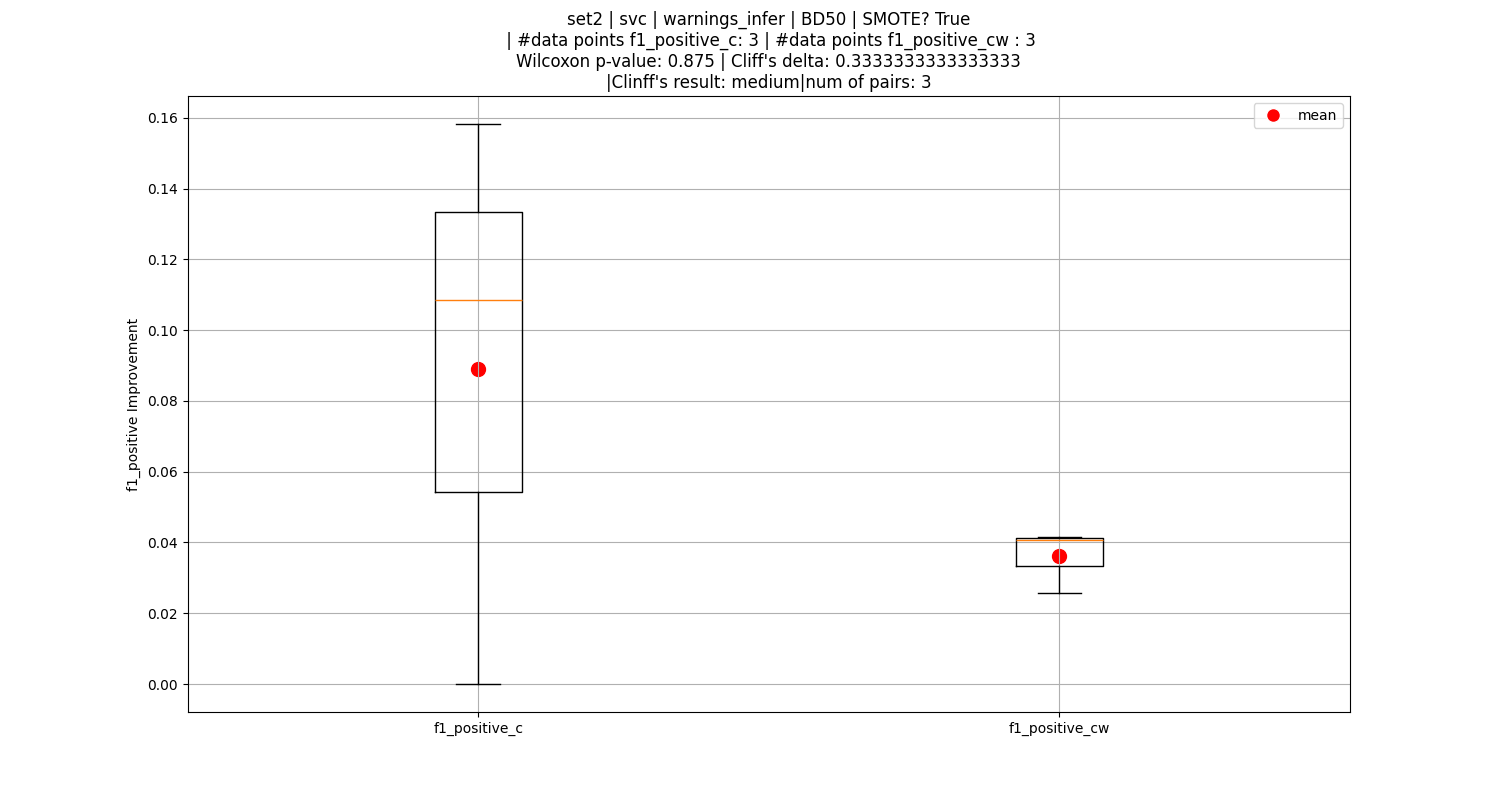 set2 | svc | warnings_infer | BD50 | SMOTE? True
| #data points f1_positive_c: 3 | #data points f1_positive_cw : 3
Wilcoxon p-value: 0.875 | Cliff's delta: 0.3333333333333333
|Clinff's result: medium|num of pairs: 3
mean
0.16
0.14
0.12
0.10
0.08
0.06
0.04
0.02
0.00
f1_positive Improvement
f1_positive_c
f1_positive_cw